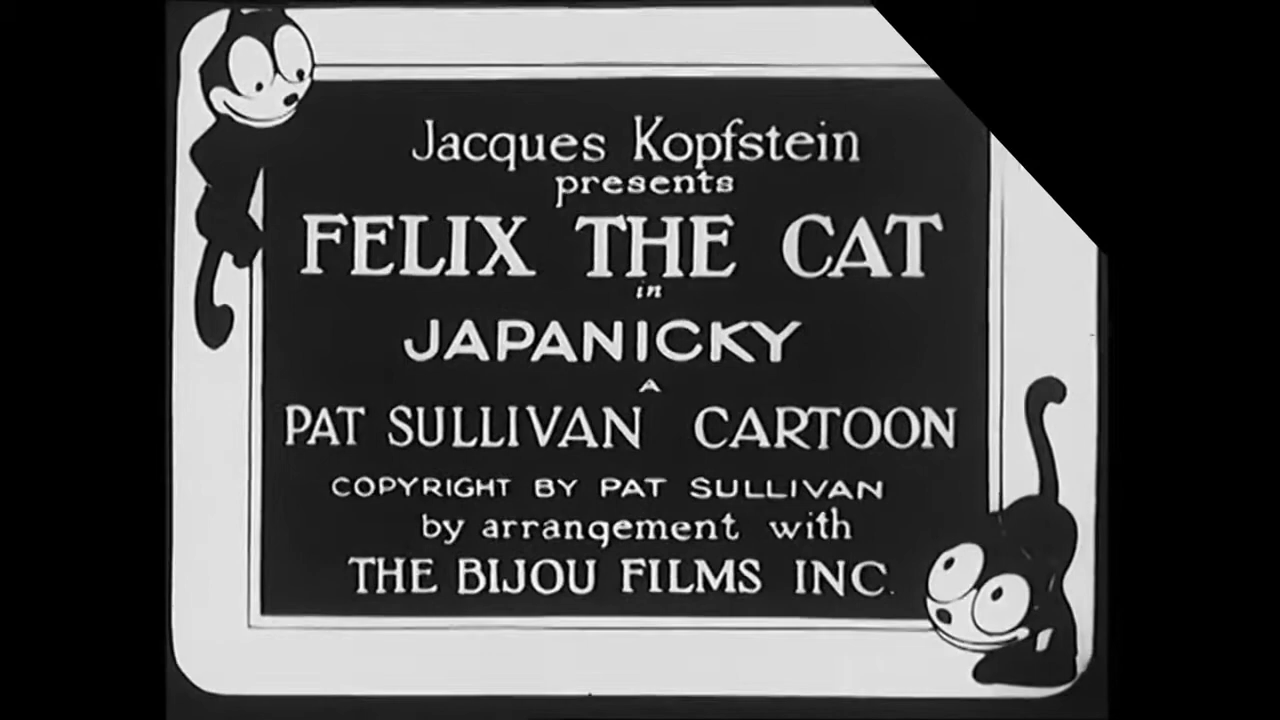 Jacques Kopfstein
presents
FELIX THE CAT
in
JAPANICKY
A
PAT SULLIVAN CARTOON
COPYRIGHT BY PAT SULLIVAN
by arrangement with
THE BIJOU FILMS INC.